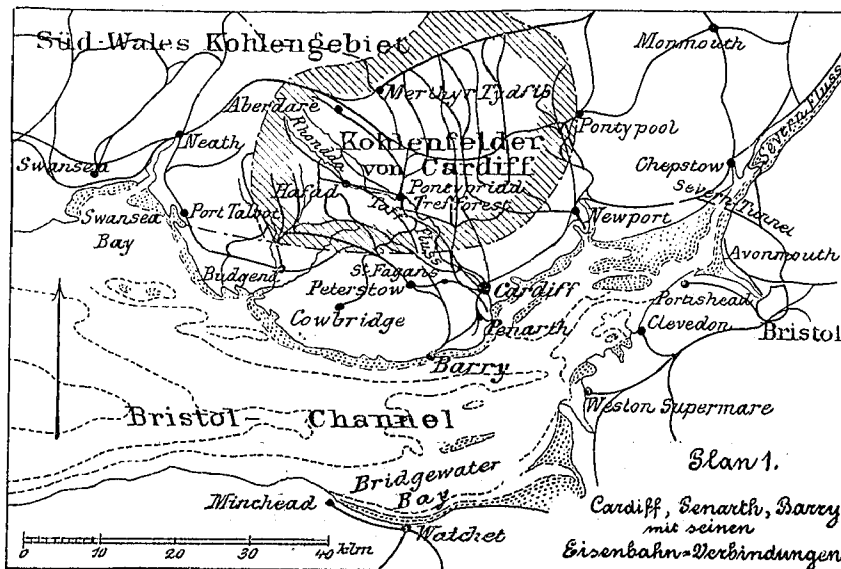 Süd-Wales Kohlengebiet
Monmouth
Merthyr Tydfil
Aberdare
Severn Fluss
Rhondda
Kohlenfelder
von Cardiff
Pontypool
Neath
Swansea
Chepstow
Hafad
Pontypridd
Tref Forest
Taff
Fluss
Severn Tunnel
Swansea
Bay
Port Talbot
Newport
Avonmouth
Budgend
St. Fagans
Peterstow
Cardiff
Portishead
Cowbridge
Penarth
Clevedon
Bristol
Barry
Weston Supermare
Bristol-Channel
Bridgewater
Bay
Plan 1.
Minehead
Watchet
Cardiff, Penarth, Barry
mit seinen
Eisenbahn=Verbindungen
0 10 20 30 40 klm